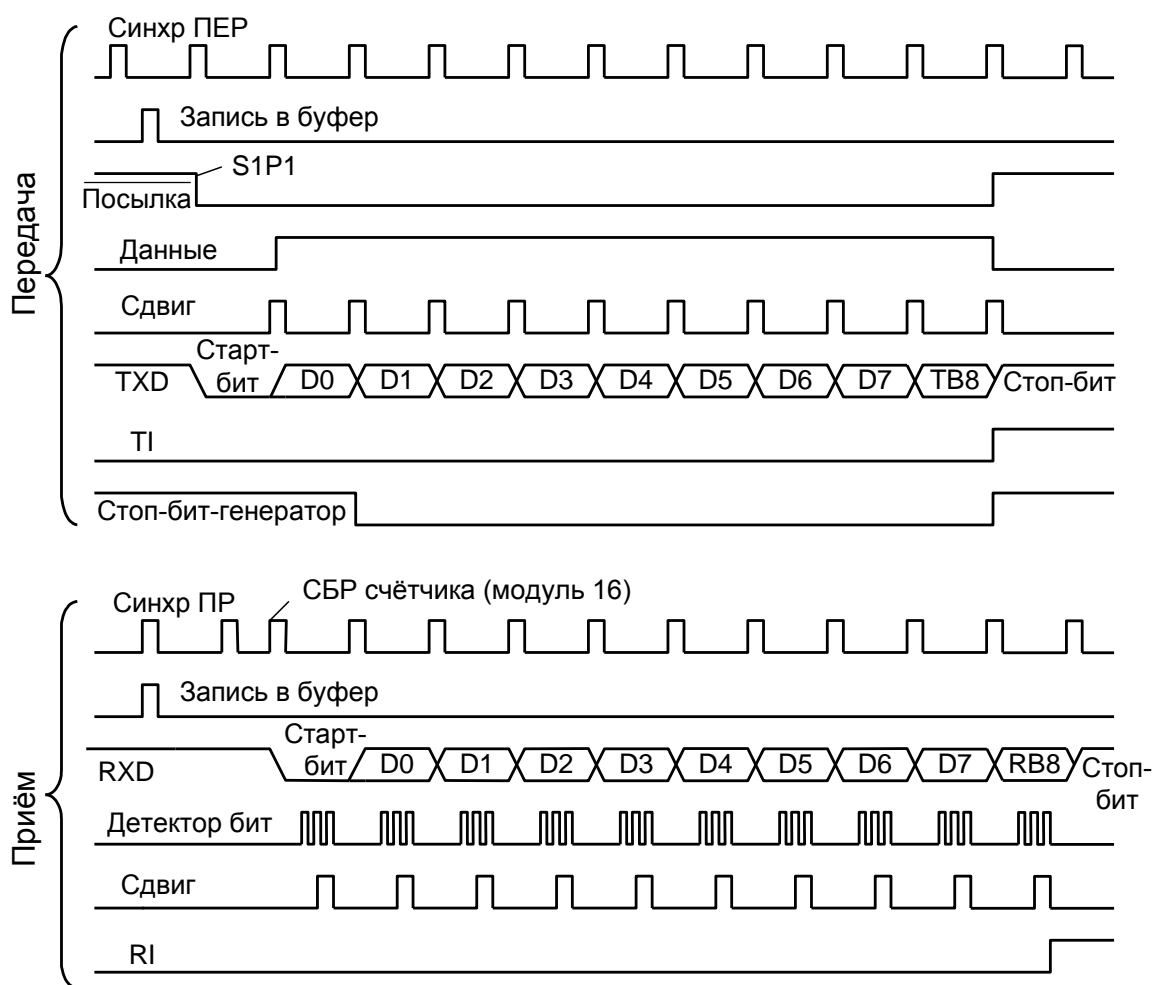 Передача
Синхр ПЕР
Запись в буфер
S1P1
Посылка
Данные
Сдвиг
TXD
Старт-
бит
D0
D1
D2
D3
D4
D5
D6
D7
TB8
Стоп-бит
TI
Стоп-бит-генератор
Приём
Синхр ПР
СБР счётчика (модуль 16)
Запись в буфер
RXD
Старт-
бит
D0
D1
D2
D3
D4
D5
D6
D7
RB8
Стоп-
бит
Детектор бит
Сдвиг
RI